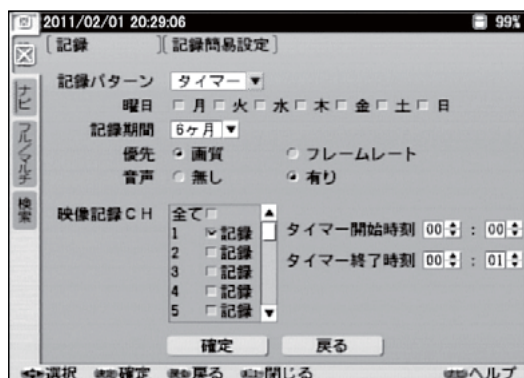 2011/02/01 20:29:06 99%
[記録 ][記録簡易設定]
ナビ
フル/マルチ
検索
記録パターン タイマー
曜日 月 火 水 木 金 土 日
記録期間 6ヶ月
優先 画質 フレームレート
音声 無し 有り
映像記録CH 全て
1 記録
2 記録
3 記録
4 記録
5 記録
タイマー開始時刻 00 : 00
タイマー終了時刻 00 : 01
確定 戻る
選択 確定 戻る 閉じる ヘルプ